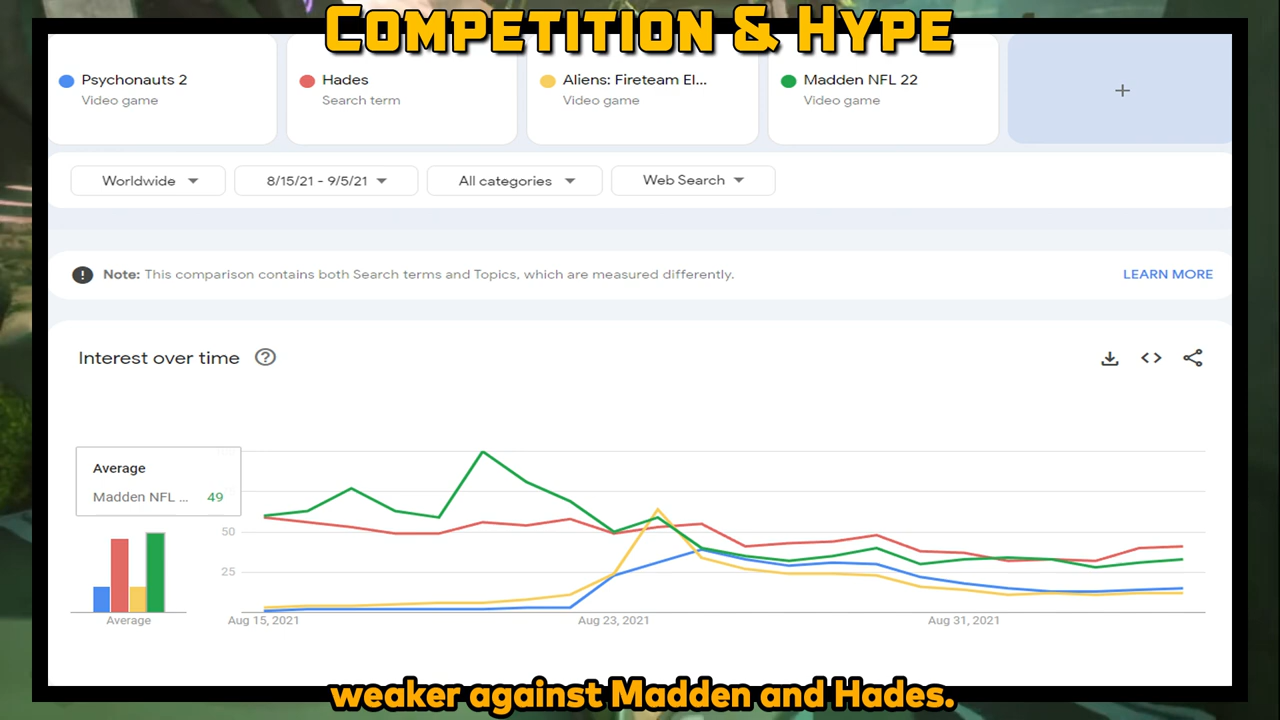 COMPETITION & HYPE
Psychonauts 2
Video game
Hades
Search term
Aliens: Fireteam El...
Video game
Madden NFL 22
Video game
+
Worldwide
8/15/21 - 9/5/21
All categories
Web Search
! Note: This comparison contains both Search terms and Topics, which are measured differently.
LEARN MORE
Interest over time ?
Average
Madden NFL ... 49
50
25
Average
Aug 15, 2021
Aug 23, 2021
Aug 31, 2021
weaker against Madden and Hades.